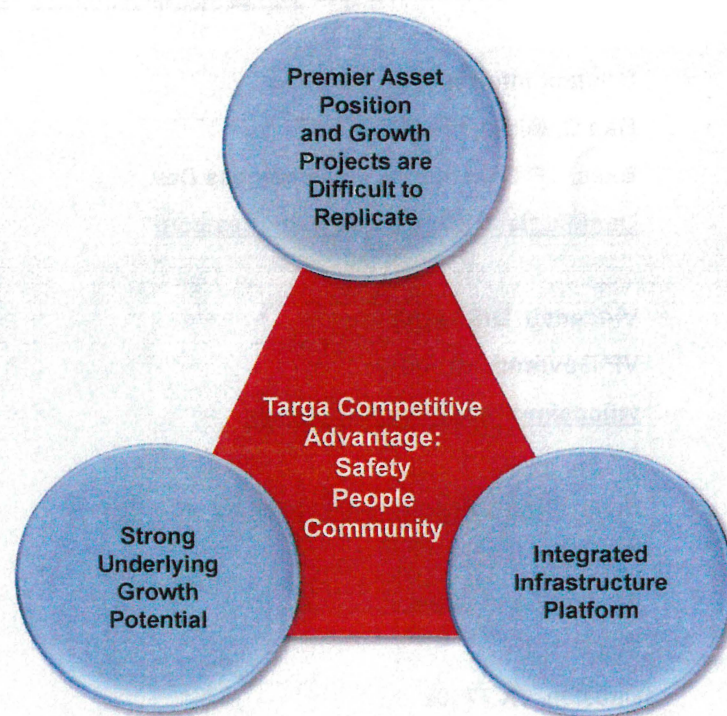 Premier Asset
Position
and Growth
Projects are
Difficult to
Replicate
Targa Competitive
Advantage:
Safety
People
Community
Strong
Underlying
Growth
Potential
Integrated
Infrastructure
Platform